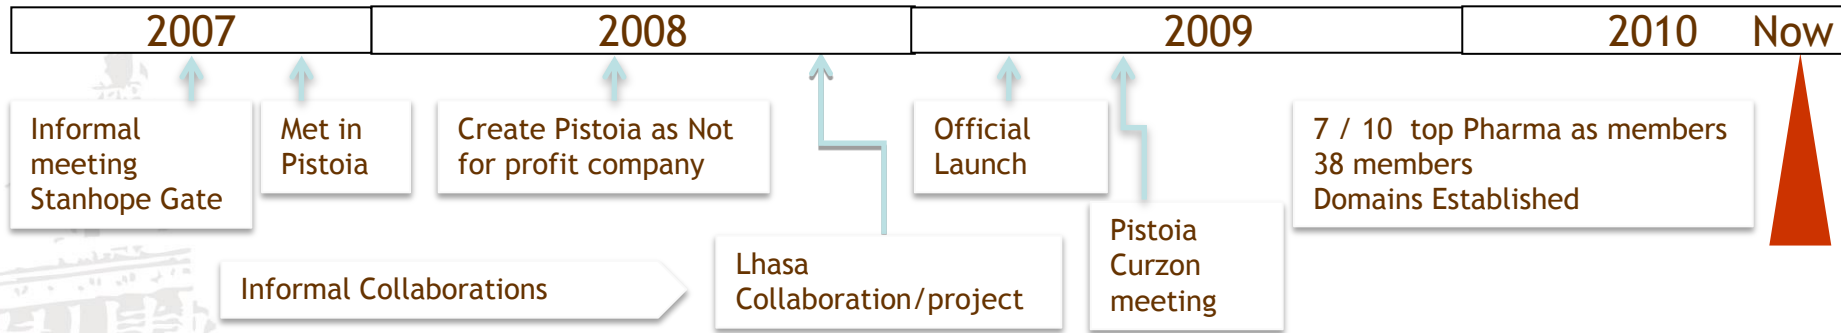 2007
2008
2009
2010 Now
Informal
meeting
Stanhope Gate
Met in
Pistoia
Create Pistoia as Not
for profit company
Official
Launch
7 / 10 top Pharma as members
38 members
Domains Established
Informal Collaborations
Lhasa
Collaboration/project
Pistoia
Curzon
meeting